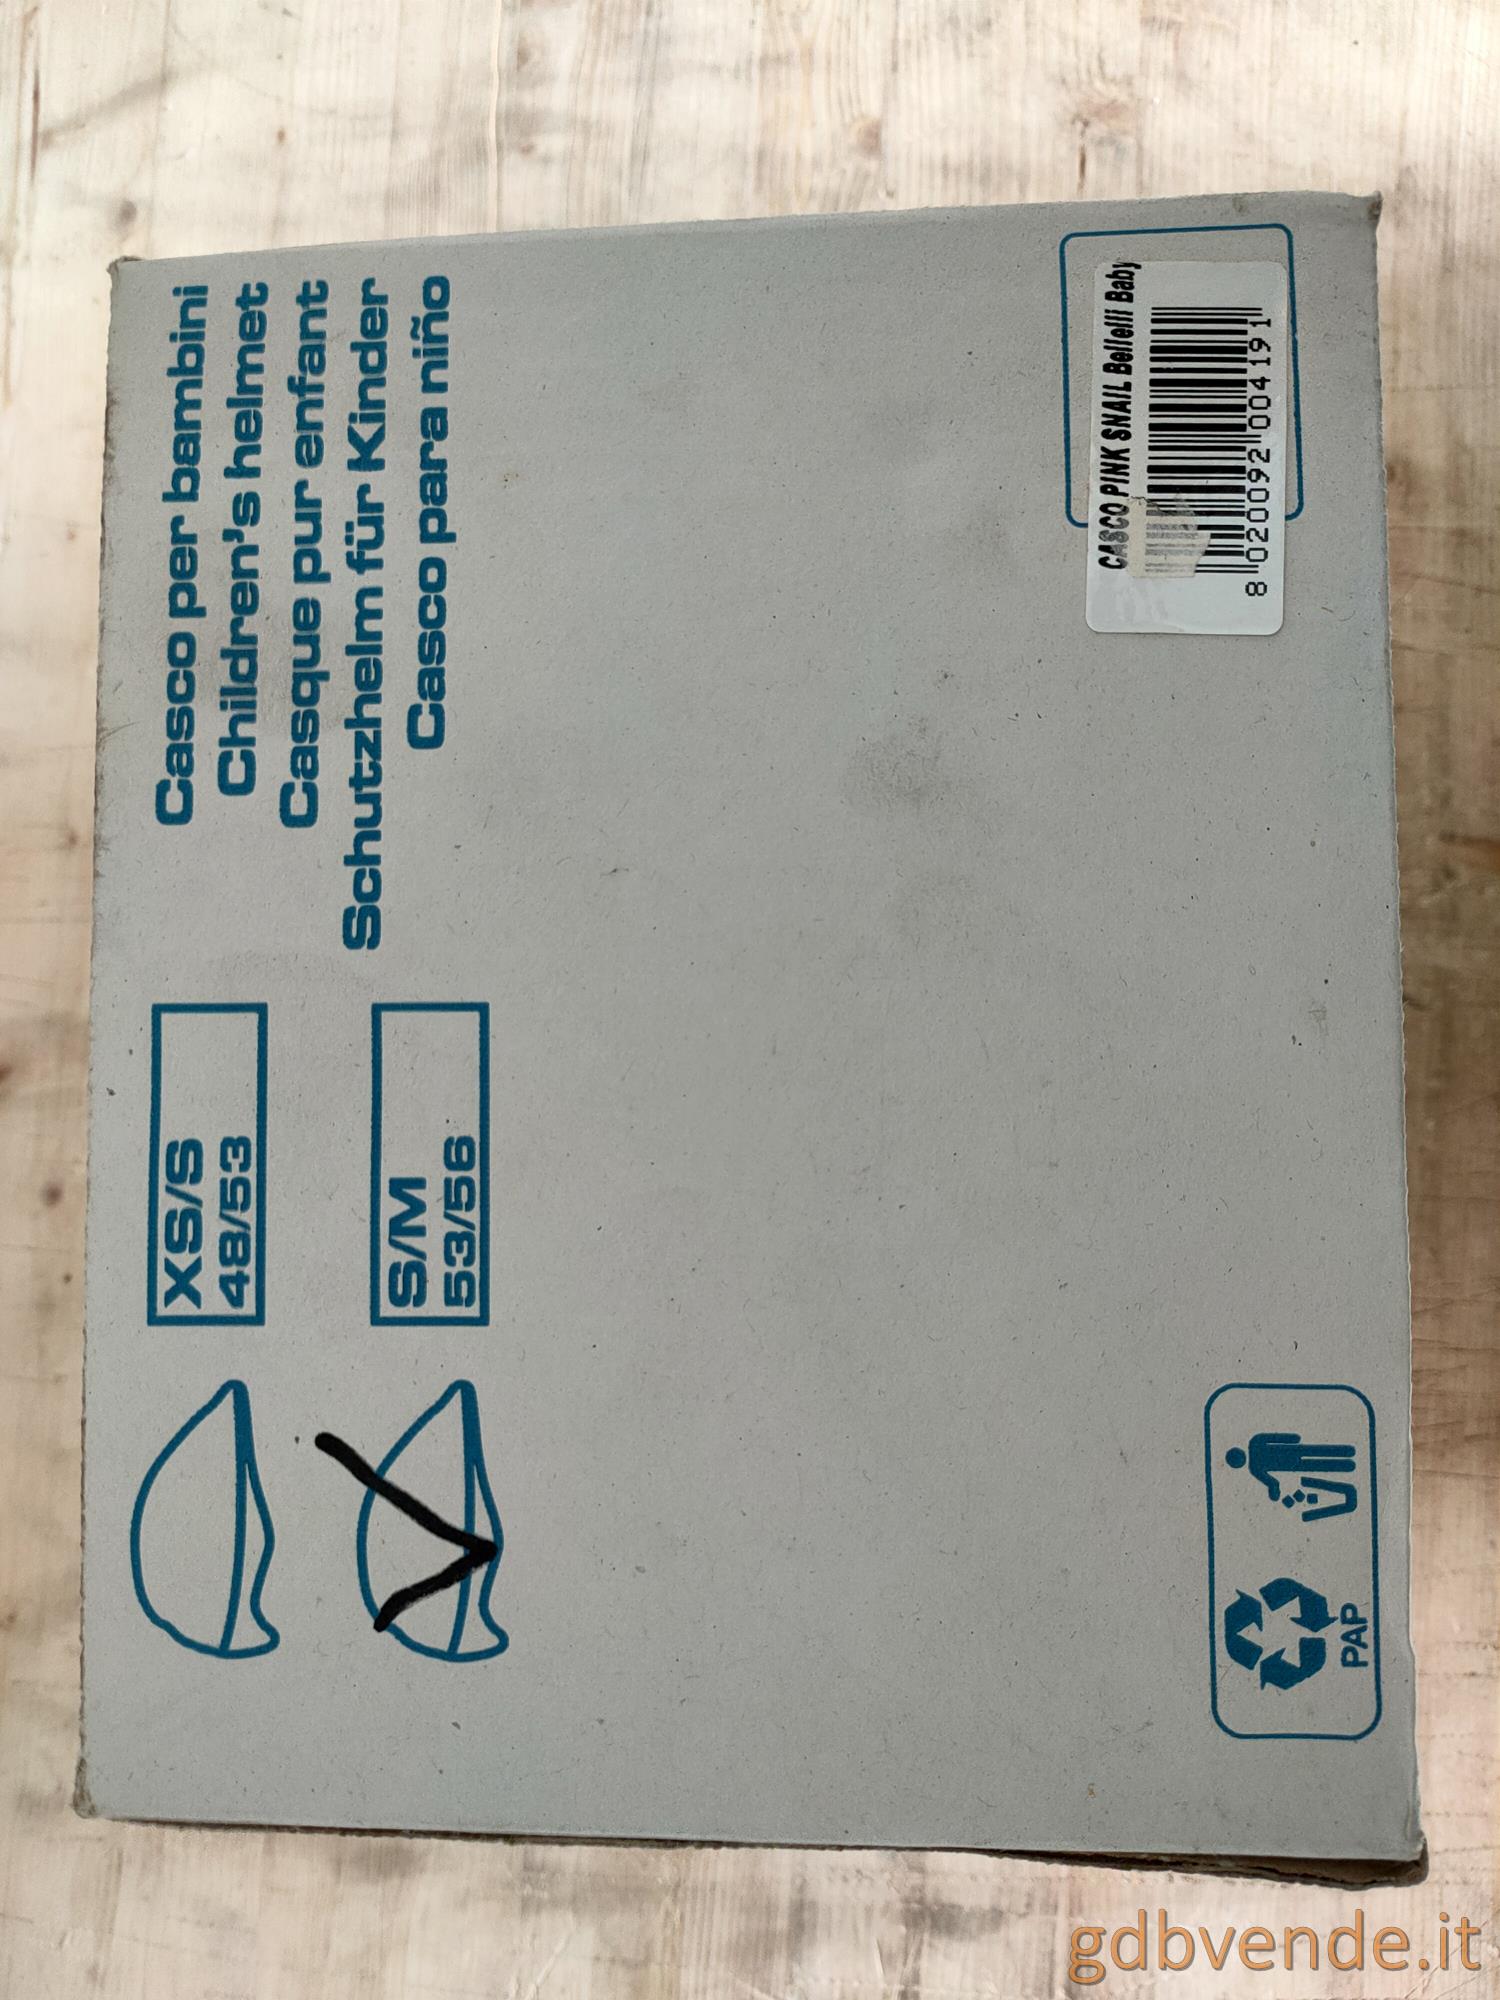 Casco per bambini
Children's helmet
Casque pur enfant
Schutzhelm für Kinder
Casco para niño
XS/S
48/53
S/M
53/56
CASCO PINK SNAIL Bellelli Baby
8 020092 004191
PAP
gdbvende.it